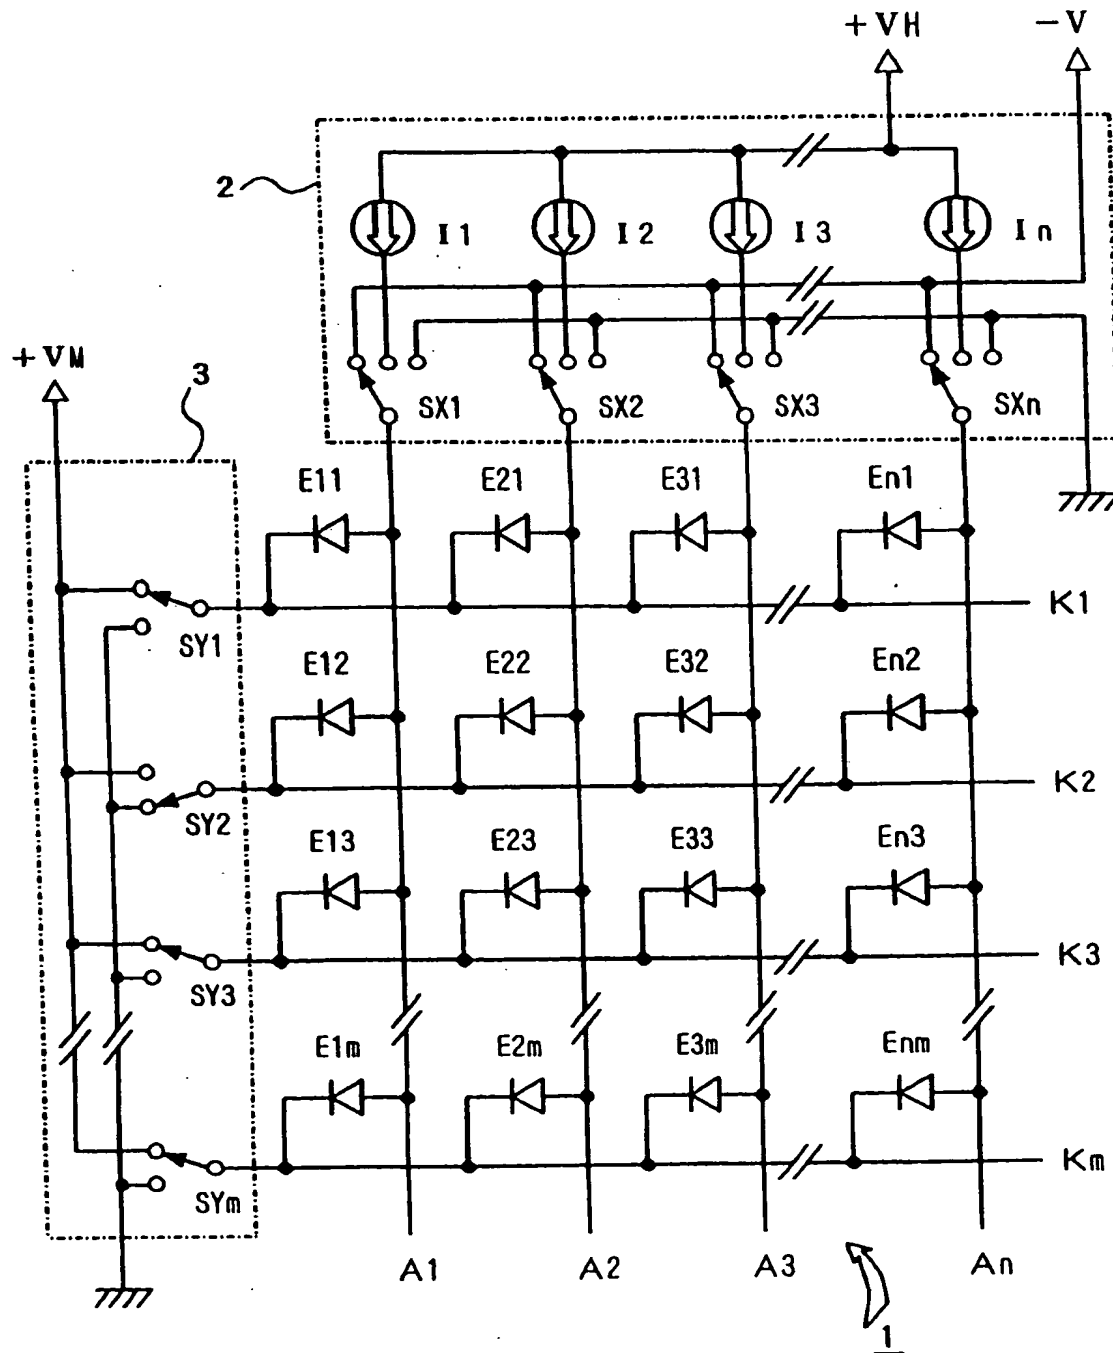 +VH -V
2
I1 I2 I3 In
+VM
3
SX1 SX2 SX3 SXn
E11 E21 E31 En1
K1
SY1
E12 E22 E32 En2
K2
SY2
E13 E23 E33 En3
K3
SY3
E1m E2m E3m Enm
Km
SYm
A1 A2 A3 An
1